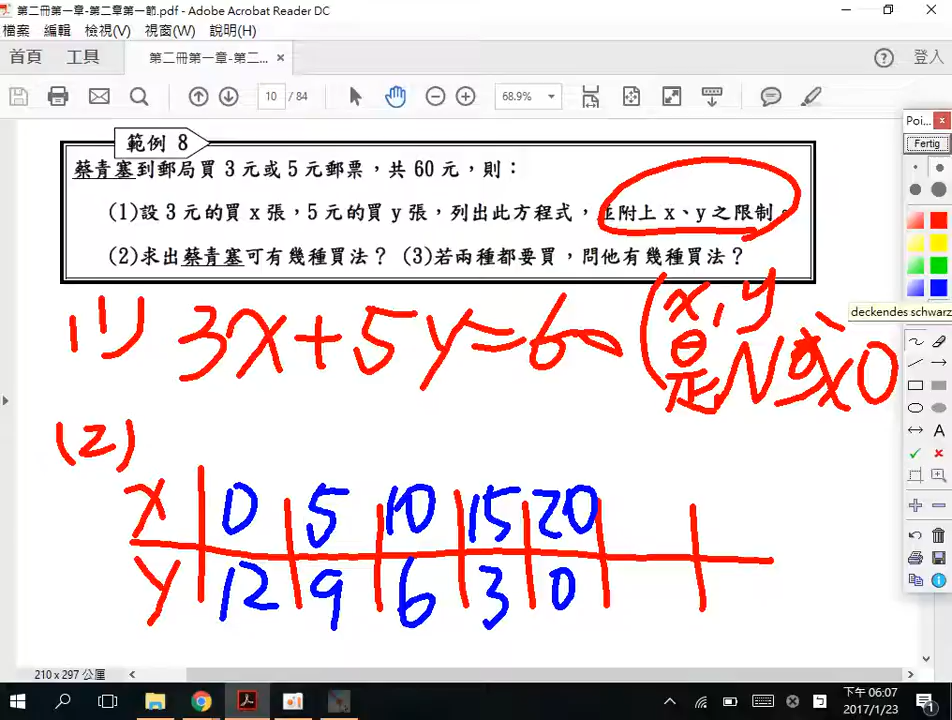 第二冊第一章-第二章第一節.pdf - Adobe Acrobat Reader DC
檔案 編輯 檢視(V) 視窗(W) 說明(H)
首頁 工具 第二冊第一章-第二... × 登入
10 / 84 68.9%
Poi...
Fertig
範例 8
蔡青塞到郵局買 3 元或 5 元郵票,共 60 元,則:
(1)設 3 元的買 x 張,5 元的買 y 張,列出此方程式,並附上 x、y 之限制。
(2)求出蔡青塞可有幾種買法? (3)若兩種都要買,問他有幾種買法?
deckendes schwarz
(1) 3x+5y=60 (x,y
是N或0
(2)
x 0 5 10 15 20
y 12 9 6 3 0
210 x 297 公厘
下午 06:07
2017/1/23